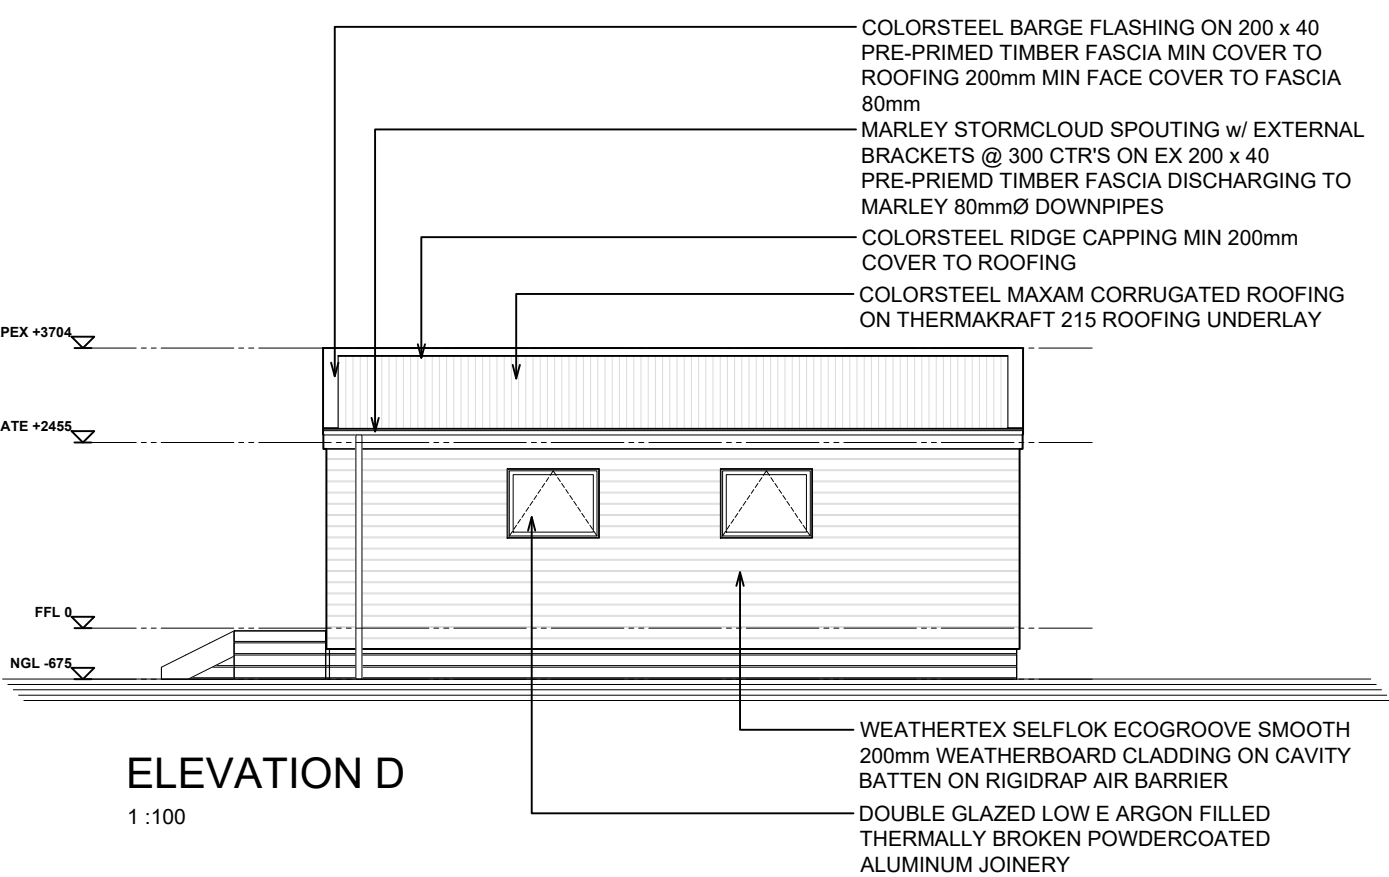 COLORSTEEL BARGE FLASHING ON 200 x 40
PRE-PRIMED TIMBER FASCIA MIN COVER TO
ROOFING 200mm MIN FACE COVER TO FASCIA
80mm
MARLEY STORMCLOUD SPOUTING w/ EXTERNAL
BRACKETS @ 300 CTR'S ON EX 200 x 40
PRE-PRIEMD TIMBER FASCIA DISCHARGING TO
MARLEY 80mmØ DOWNPIPES
COLORSTEEL RIDGE CAPPING MIN 200mm
COVER TO ROOFING
COLORSTEEL MAXAM CORRUGATED ROOFING
ON THERMAKRAFT 215 ROOFING UNDERLAY
PEX +3704
ATE +2455
FFL 0
NGL -675
WEATHERTEX SELFLOK ECOGROOVE SMOOTH
200mm WEATHERBOARD CLADDING ON CAVITY
BATTEN ON RIGIDRAP AIR BARRIER
DOUBLE GLAZED LOW E ARGON FILLED
THERMALLY BROKEN POWDERCOATED
ALUMINUM JOINERY
ELEVATION D
1 :100